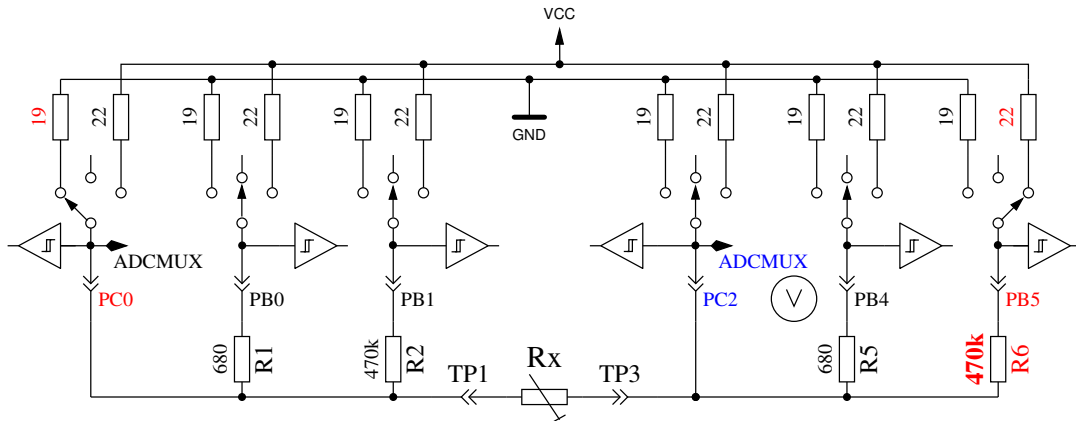 VCC
GND
19 22 19 22 19 22 19 22 19 22 19 22
ADCMUX ADCMUX
PC0 PB0 PB1 PC2 V PB4 PB5
680 R1 470k R2 680 R5 470k R6
TP1 Rx TP3